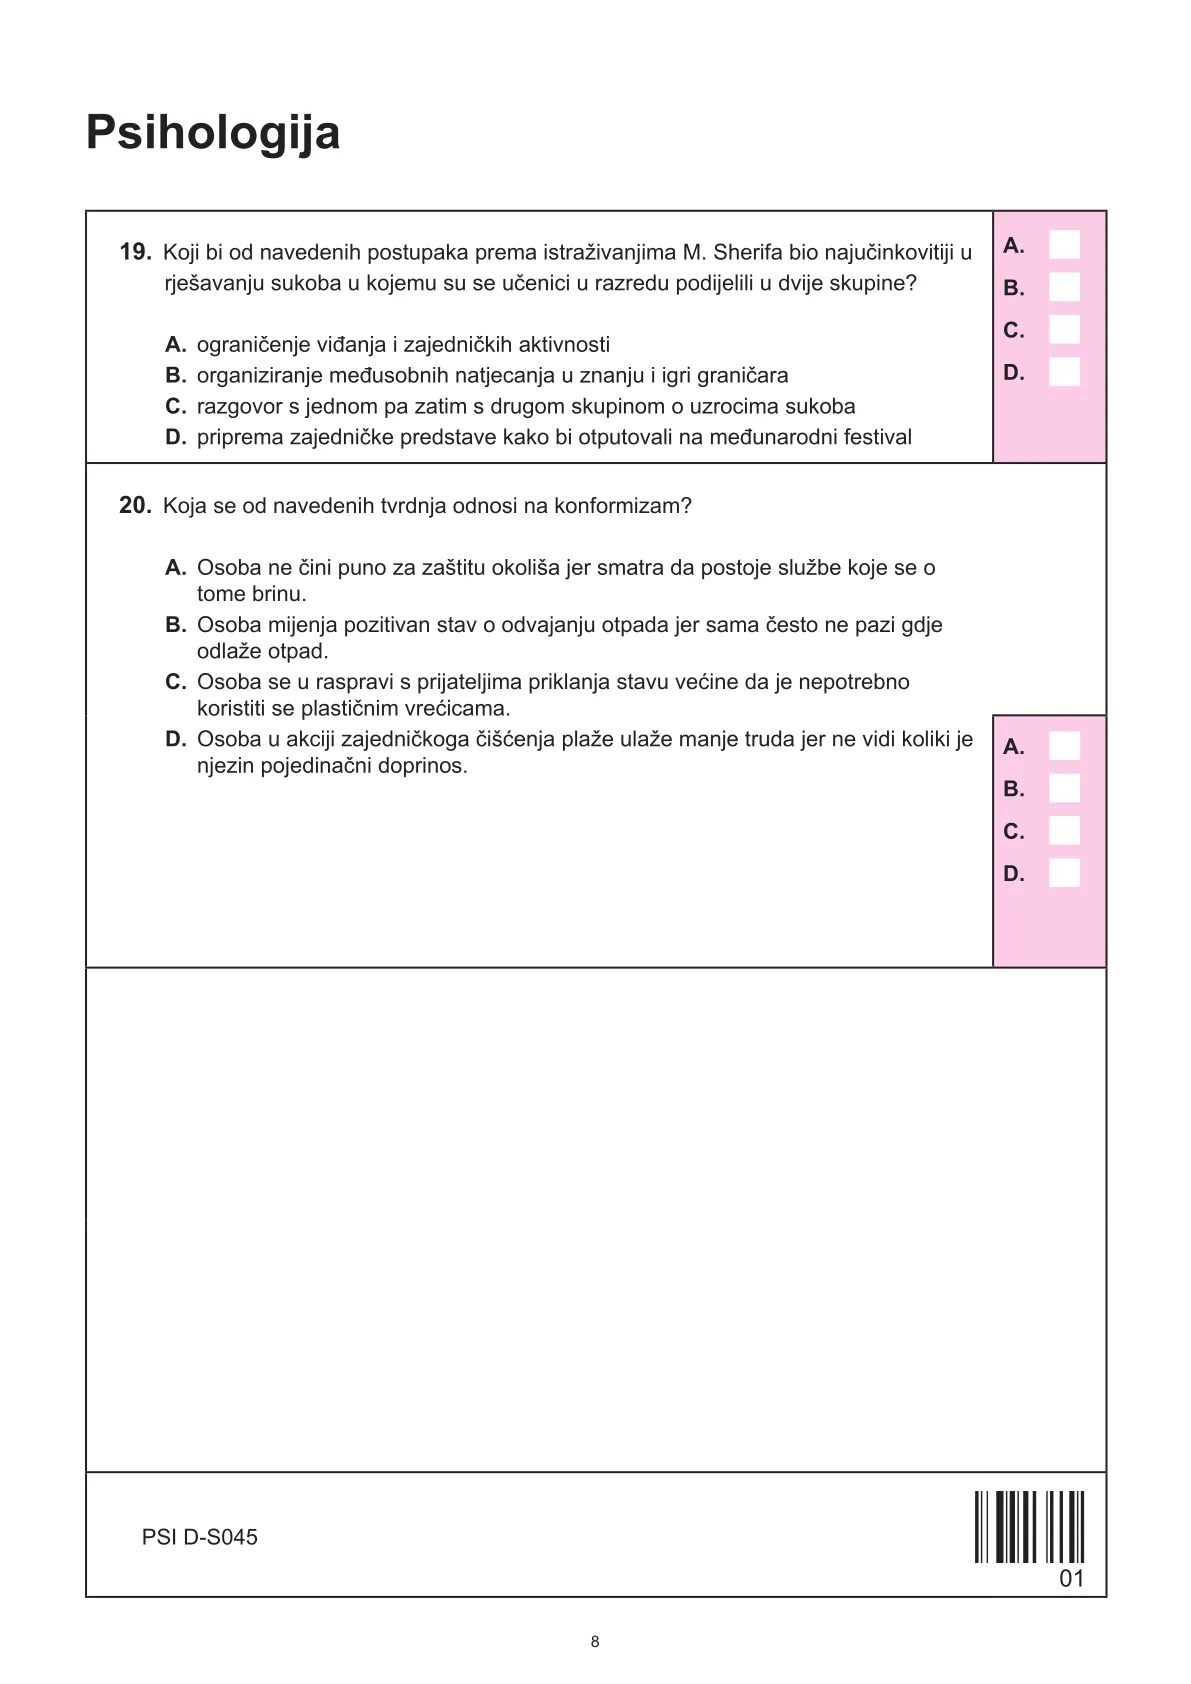 Psihologija
19. Koji bi od navedenih postupaka prema istraživanjima M. Sherifa bio najučinkovitiji u
rješavanju sukoba u kojemu su se učenici u razredu podijelili u dvije skupine?
A. ograničenje viđanja i zajedničkih aktivnosti
B. organiziranje međusobnih natjecanja u znanju i igri graničara
C. razgovor s jednom pa zatim s drugom skupinom o uzrocima sukoba
D. priprema zajedničke predstave kako bi otputovali na međunarodni festival
A.
B.
C.
D.
20. Koja se od navedenih tvrdnja odnosi na konformizam?
A. Osoba ne čini puno za zaštitu okoliša jer smatra da postoje službe koje se o
tome brinu.
B. Osoba mijenja pozitivan stav o odvajanju otpada jer sama često ne pazi gdje
odlaže otpad.
C. Osoba se u raspravi s prijateljima priklanja stavu većine da je nepotrebno
koristiti se plastičnim vrećicama.
D. Osoba u akciji zajedničkoga čišćenja plaže ulaže manje truda jer ne vidi koliki je
njezin pojedinačni doprinos.
A.
B.
C.
D.
PSI D-S045
01
8